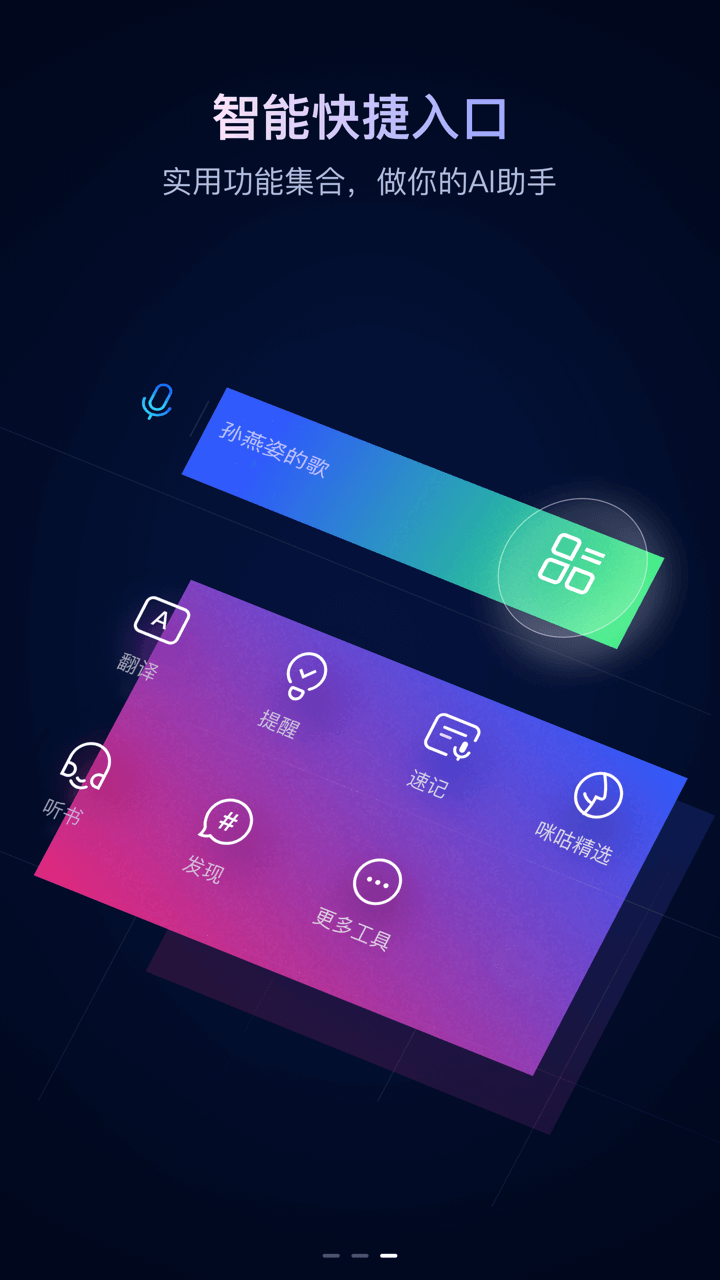 智能快捷入口
实用功能集合，做你的AI助手
孙燕姿的歌
A
翻译
提醒
速记
咪咕精选
听书
#
发现
更多工具